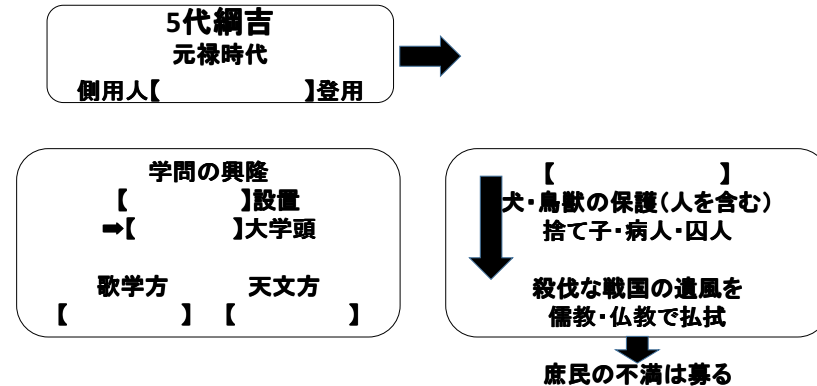 5代綱吉
元禄時代
側用人【　　　　　　】登用
学問の興隆
【　　　　　】設置
➡【　　　　　】大学頭
歌学方　　天文方
【　　　　　】【　　　　　】
【　　　　　　　】
犬・鳥獣の保護（人を含む）
捨て子・病人・囚人
殺伐な戦国の遺風を
儒教・仏教で払拭
庶民の不満は募る